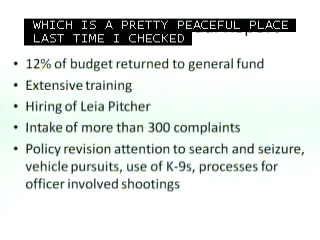 WHICH IS A PRETTY PEACEFUL PLACE
LAST TIME I CHECKED
• 12% of budget returned to general fund
• Extensive training
• Hiring of Leia Pitcher
• Intake of more than 300 complaints
• Policy revision attention to search and seizure,
vehicle pursuits, use of K-9s, processes for
officer involved shootings